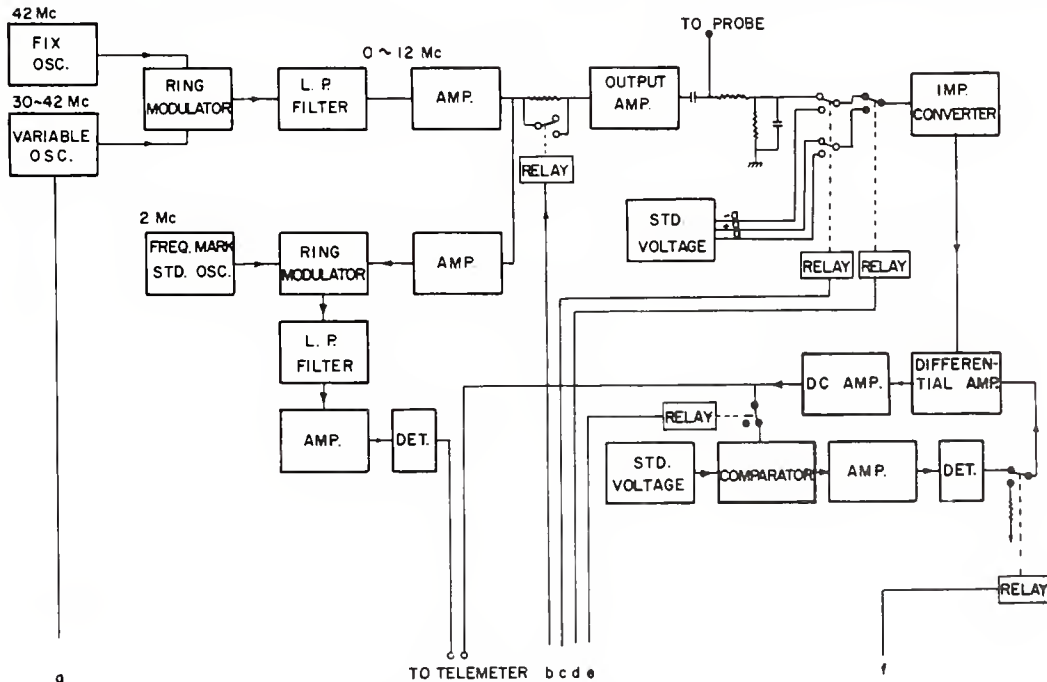 42 Mc
FIX
OSC.
30~42 Mc
VARIABLE
OSC.
RING
MODULATOR
L. P.
FILTER
0 ~ 12 Mc
AMP.
RELAY
OUTPUT
AMP.
TO PROBE
IMP.
CONVERTER
STD.
VOLTAGE
RELAY
RELAY
2 Mc
FREQ. MARK
STD. OSC.
RING
MODULATOR
AMP.
L. P.
FILTER
AMP.
DET.
DC AMP.
DIFFEREN-
TIAL AMP.
RELAY
STD.
VOLTAGE
COMPARATOR
AMP.
DET.
RELAY
TO TELEMETER b c d e
f